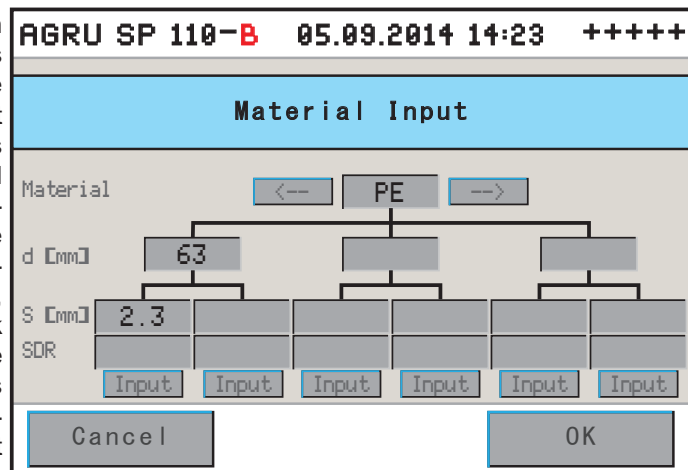 AGRU SP 110-B 05.09.2014 14:23 +++++
Material Input
Material <-- PE -->
d [mm] 63
S [mm] 2.3
SDR
Input Input Input Input Input Input
Cancel OK